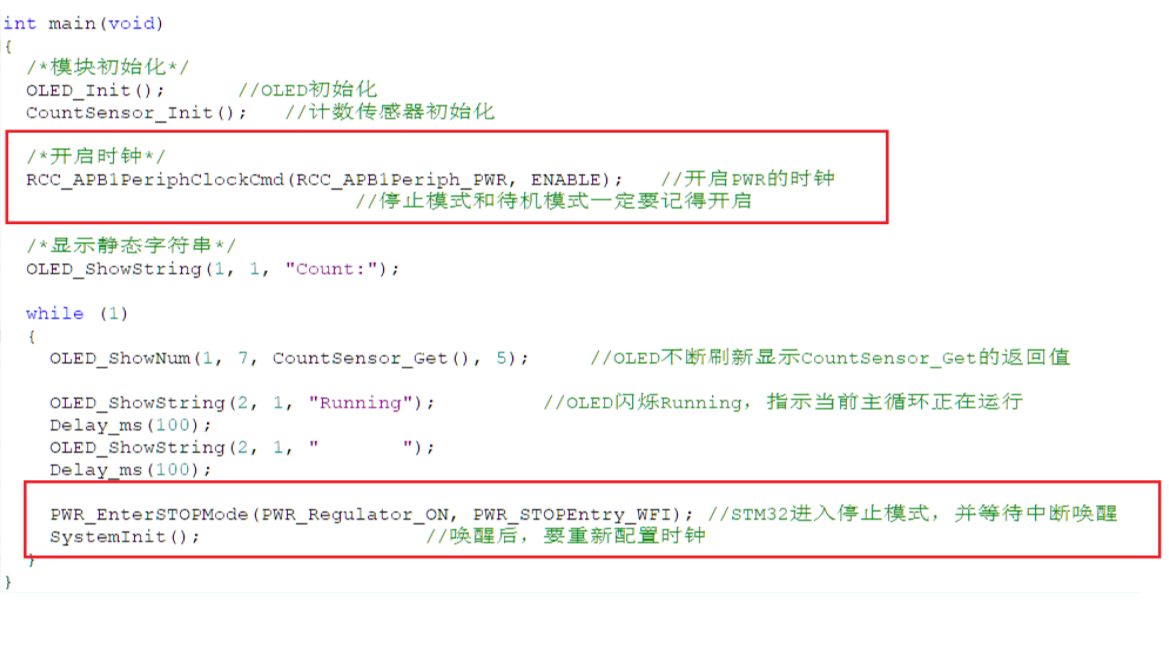 int main(void)
{
/*模块初始化*/
OLED_Init(); //OLED初始化
CountSensor_Init(); //计数传感器初始化
/*开启时钟*/
RCC_APB1PeriphClockCmd(RCC_APB1Periph_PWR, ENABLE); //开启PWR的时钟
//停止模式和待机模式一定要记得开启
/*显示静态字符串*/
OLED_ShowString(1, 1, "Count:");
while (1)
{
OLED_ShowNum(1, 7, CountSensor_Get(), 5); //OLED不断刷新显示CountSensor_Get的返回值
OLED_ShowString(2, 1, "Running"); //OLED闪烁Running，指示当前主循环正在运行
Delay_ms(100);
OLED_ShowString(2, 1, "       ");
Delay_ms(100);
PWR_EnterSTOPMode(PWR_Regulator_ON, PWR_STOPEntry_WFI); //STM32进入停止模式，并等待中断唤醒
SystemInit(); //唤醒后，要重新配置时钟
}
}